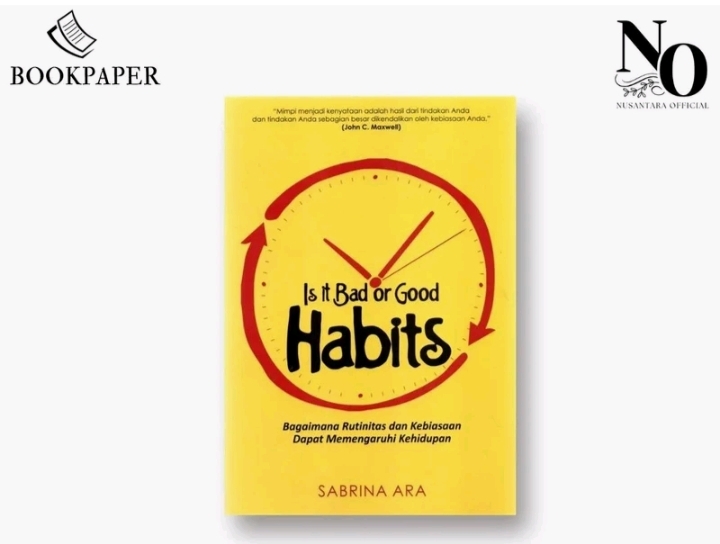 BOOKPAPER
NO
NUSANTARA OFFICIAL
"Mimpi menjadi kenyataan adalah hasil dari tindakan Anda
dan tindakan Anda sebagian besar dikendalikan oleh kebiasaan Anda."
(John C. Maxwell)
Is It Bad or Good
Habits
Bagaimana Rutinitas dan Kebiasaan
Dapat Memengaruhi Kehidupan
SABRINA ARA